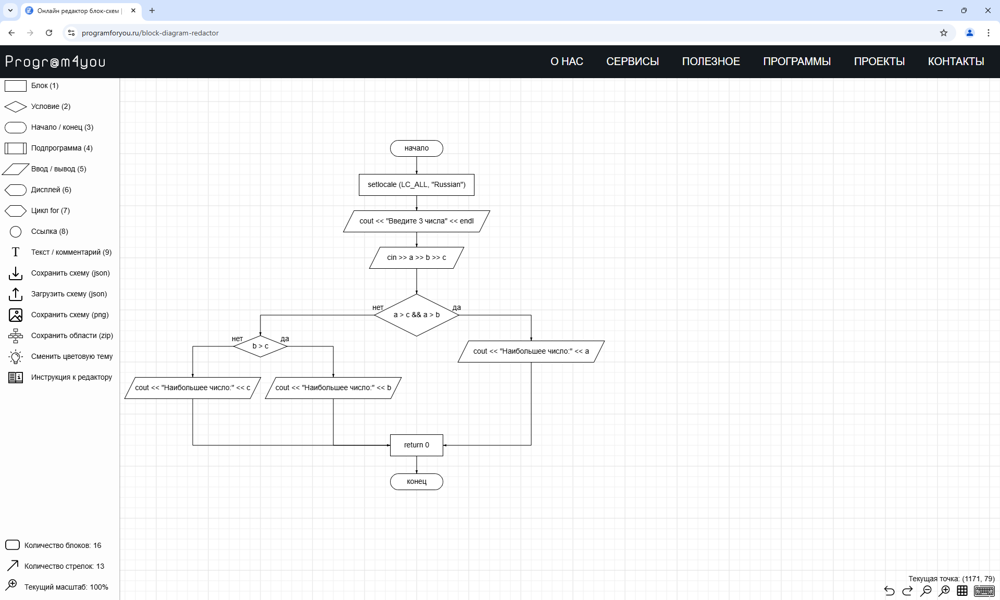 Онлайн редактор блок-схем |
programforyou.ru/block-diagram-redactor
Progr@m4you
О НАС
СЕРВИСЫ
ПОЛЕЗНОЕ
ПРОГРАММЫ
ПРОЕКТЫ
КОНТАКТЫ
Блок (1)
Условие (2)
Начало / конец (3)
Подпрограмма (4)
Ввод / вывод (5)
Дисплей (6)
Цикл for (7)
Ссылка (8)
T Текст / комментарий (9)
Сохранить схему (json)
Загрузить схему (json)
Сохранить схему (png)
Сохранить области (zip)
Сменить цветовую тему
Инструкция к редактору
начало
setlocale (LC_ALL, "Russian")
cout << "Введите 3 числа" << endl
cin >> a >> b >> c
нет
да
a > c && a > b
нет
да
b > c
cout << "Наибольшее число:" << a
cout << "Наибольшее число:" << c
cout << "Наибольшее число:" << b
return 0
конец
Количество блоков: 16
Количество стрелок: 13
Текущий масштаб: 100%
Текущая точка: (1171, 79)